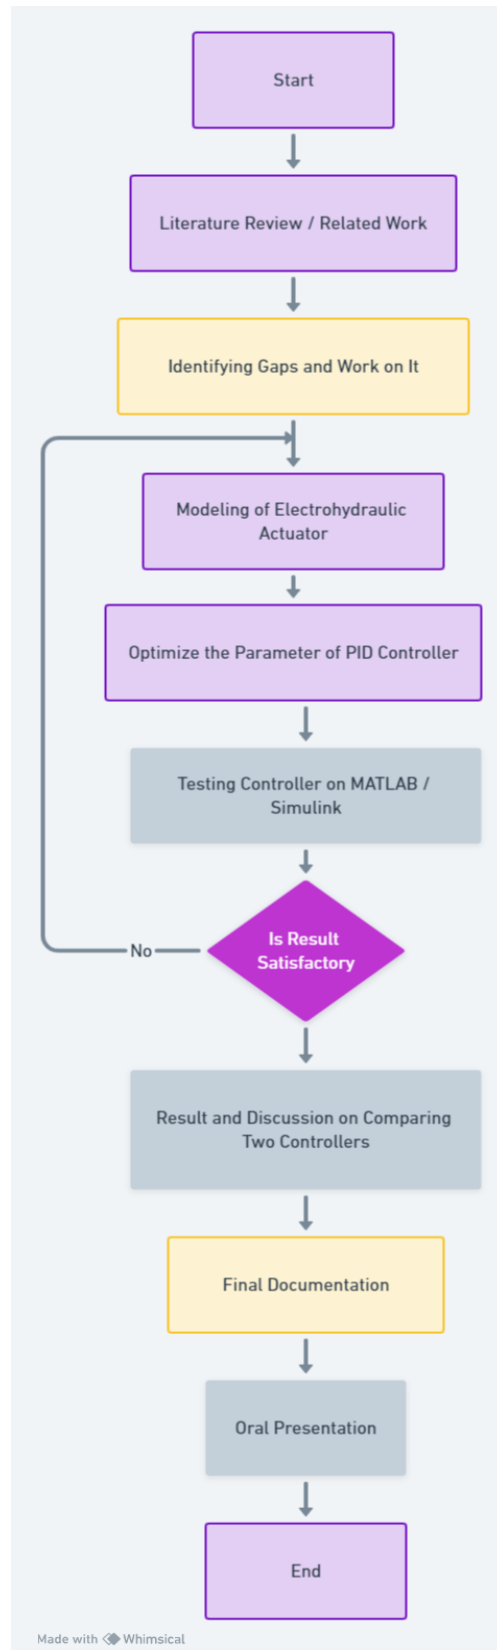 Start
Literature Review / Related Work
Identifying Gaps and Work on It
Modeling of Electrohydraulic
Actuator
Optimize the Parameter of PID Controller
Testing Controller on MATLAB /
Simulink
Is Result
Satisfactory
No
Result and Discussion on Comparing
Two Controllers
Final Documentation
Oral Presentation
End
Made with Whimsical